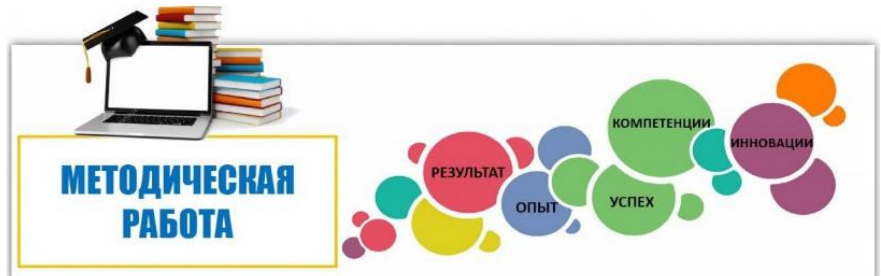 МЕТОДИЧЕСКАЯ
РАБОТА
РЕЗУЛЬТАТ
ОПЫТ
УСПЕХ
КОМПЕТЕНЦИИ
ИННОВАЦИИ